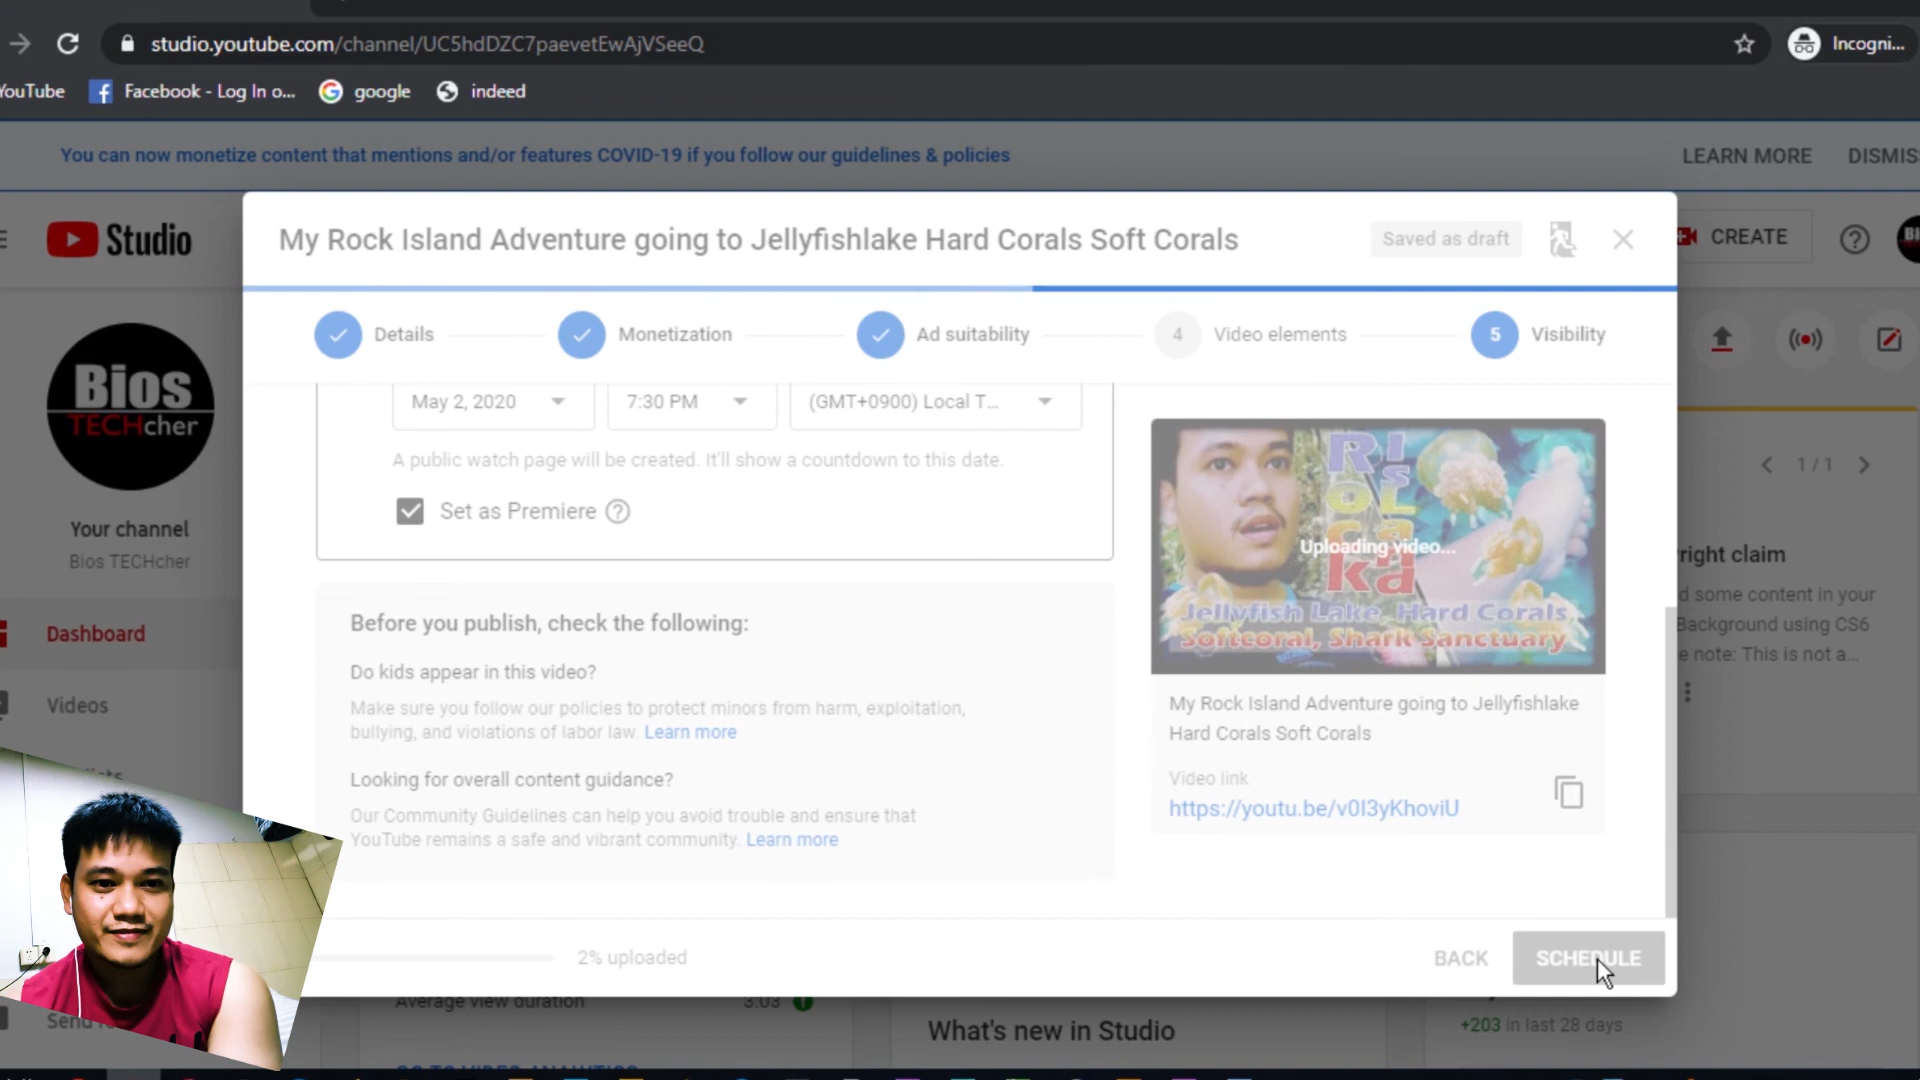 studio.youtube.com/channel/UC5hdDZC7paevetEwAjVSeeQ
Incogni...
YouTube
Facebook - Log In o...
google
indeed
You can now monetize content that mentions and/or features COVID-19 if you follow our guidelines & policies
LEARN MORE
DISMIS
Studio
My Rock Island Adventure going to Jellyfishlake Hard Corals Soft Corals
Saved as draft
CREATE
Details
Monetization
Ad suitability
4
Video elements
5
Visibility
Bios
TECHcher
May 2, 2020
7:30 PM
(GMT+0900) Local T...
A public watch page will be created. It'll show a countdown to this date.
Set as Premiere
1 / 1
Uploading video...
Jellyfish Lake, Hard Corals,
Softcoral, Shark Sanctuary
Your channel
Bios TECHcher
right claim
d some content in your
Background using CS6
e note: This is not a...
Before you publish, check the following:
Do kids appear in this video?
Make sure you follow our policies to protect minors from harm, exploitation,
bullying, and violations of labor law. Learn more
Looking for overall content guidance?
Our Community Guidelines can help you avoid trouble and ensure that
YouTube remains a safe and vibrant community. Learn more
My Rock Island Adventure going to Jellyfishlake
Hard Corals Soft Corals
Video link
https://youtu.be/v0I3yKhoviU
Dashboard
Videos
2% uploaded
BACK
SCHEDULE
Average view duration
3:03
What's new in Studio
+203 in last 28 days